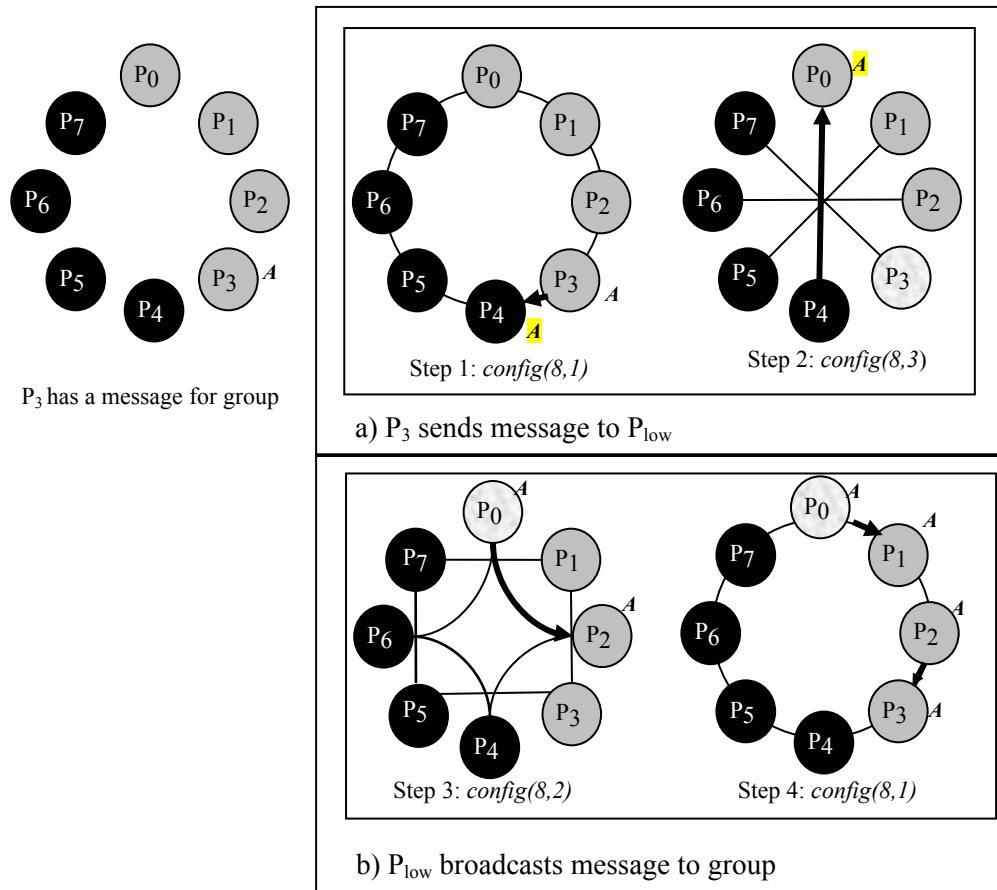 P0
P1
P2
P3
A
P4
P5
P6
P7
P3 has a message for group
P0
P1
P2
P3
A
P4
A
P5
P6
P7
Step 1: config(8,1)
P0
A
P1
P2
P3
P4
P5
P6
P7
Step 2: config(8,3)
a) P3 sends message to Plow
P0
A
P1
P2
A
P3
P4
P5
P6
P7
Step 3: config(8,2)
P0
A
P1
A
P2
A
P3
A
P4
P5
P6
P7
Step 4: config(8,1)
b) Plow broadcasts message to group